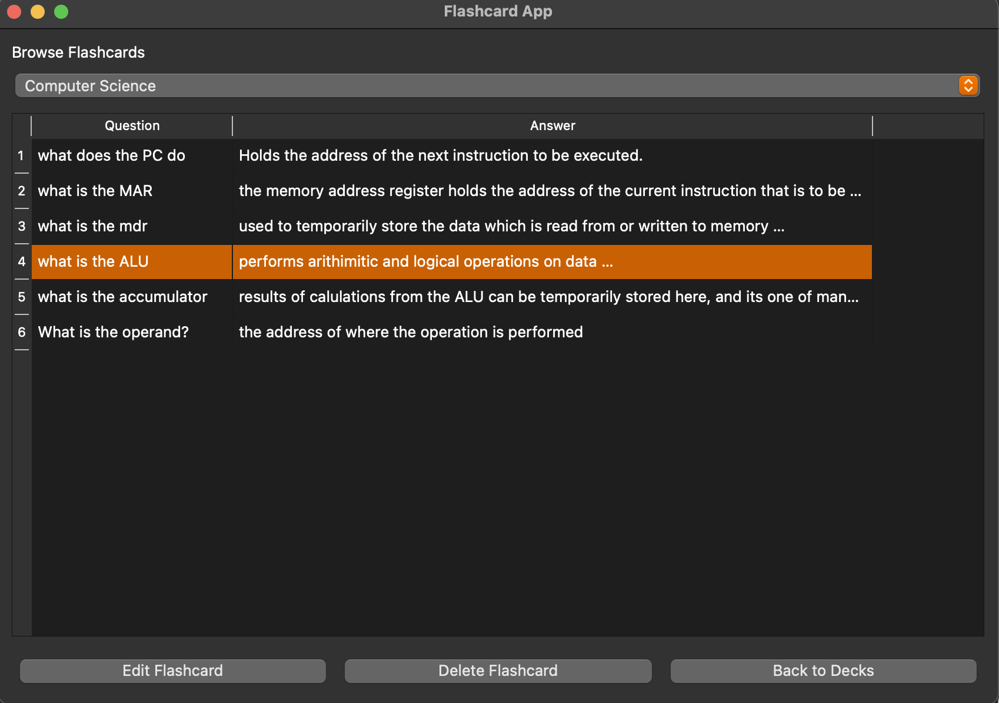 Flashcard App
Browse Flashcards
Computer Science
Question Answer
1 what does the PC do Holds the address of the next instruction to be executed.
2 what is the MAR the memory address register holds the address of the current instruction that is to be ...
3 what is the mdr used to temporarily store the data which is read from or written to memory ...
4 what is the ALU performs arithimitic and logical operations on data ...
5 what is the accumulator results of calulations from the ALU can be temporarily stored here, and its one of man...
6 What is the operand? the address of where the operation is performed
Edit Flashcard Delete Flashcard Back to Decks